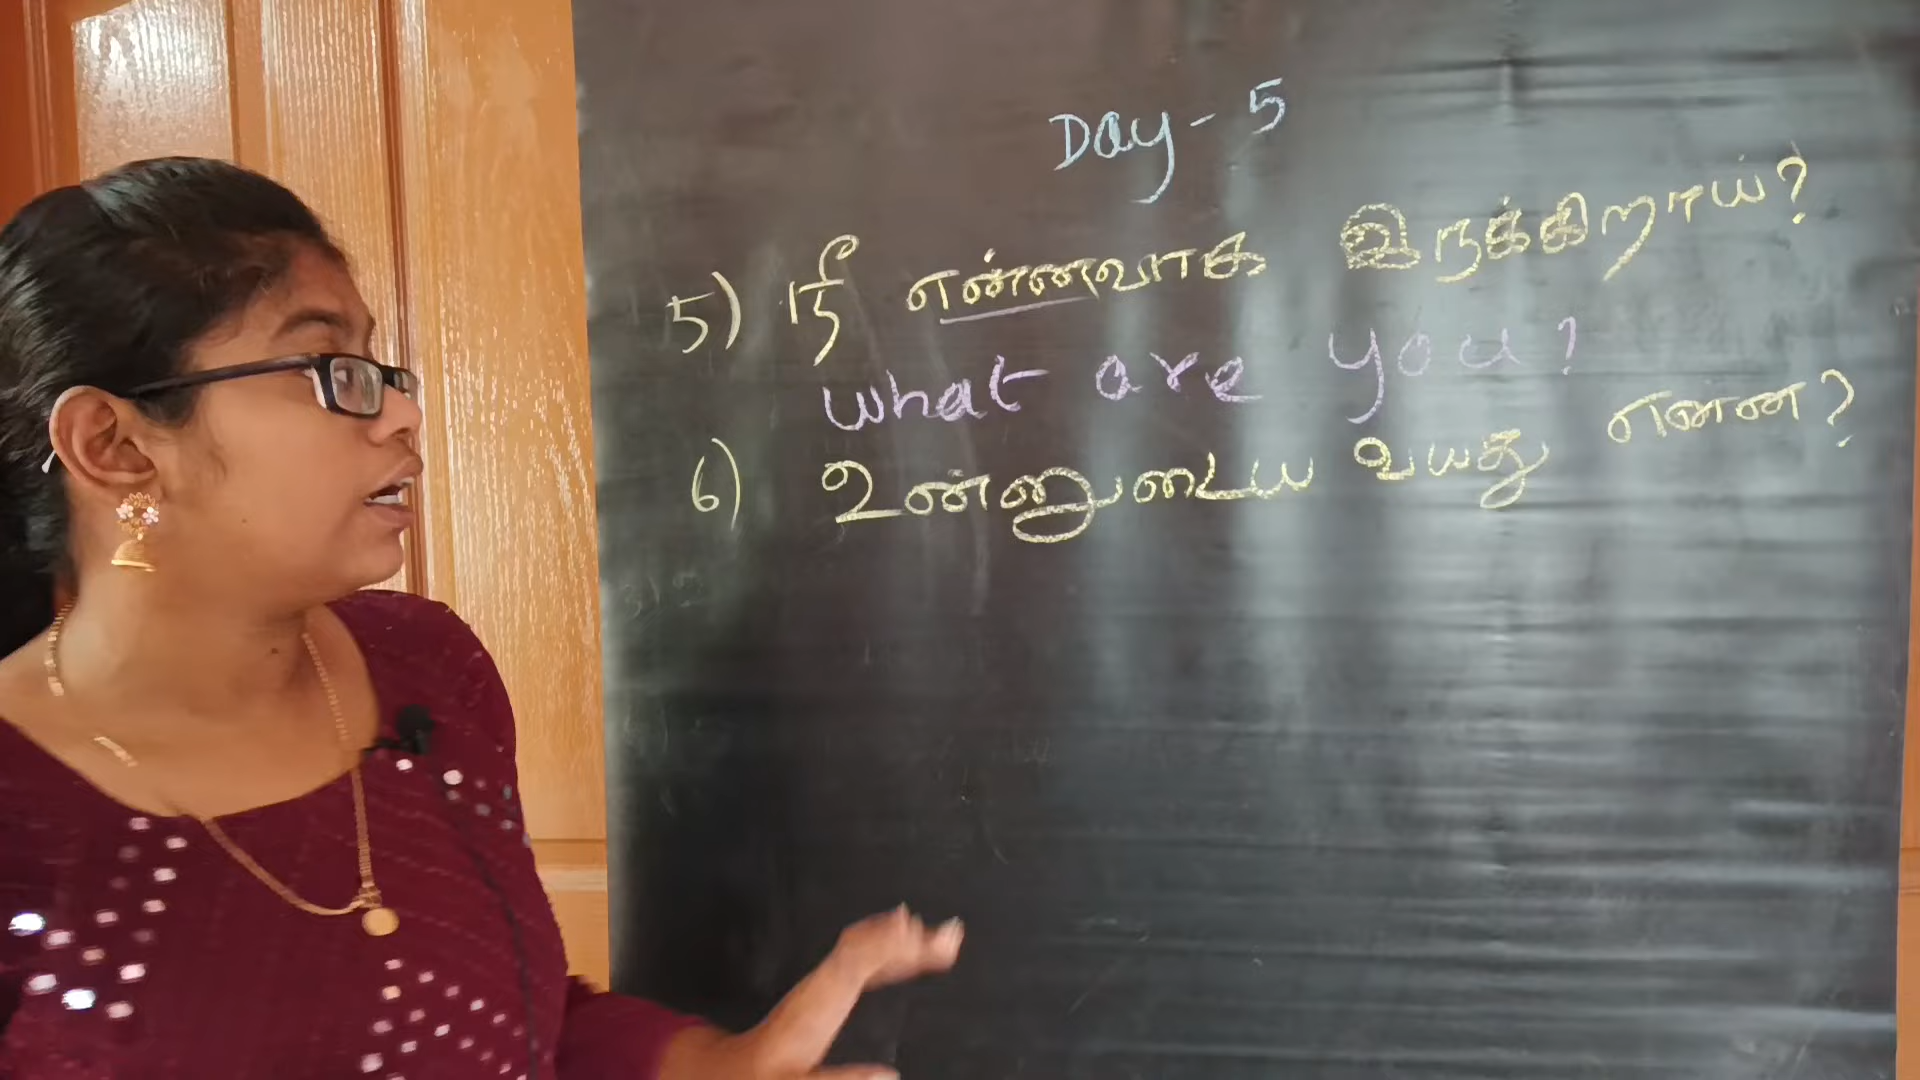 Day - 5
5) நீ என்னவாக இருக்கிறாய்?
What are you?
6) உன்னுடைய வயது என்ன?